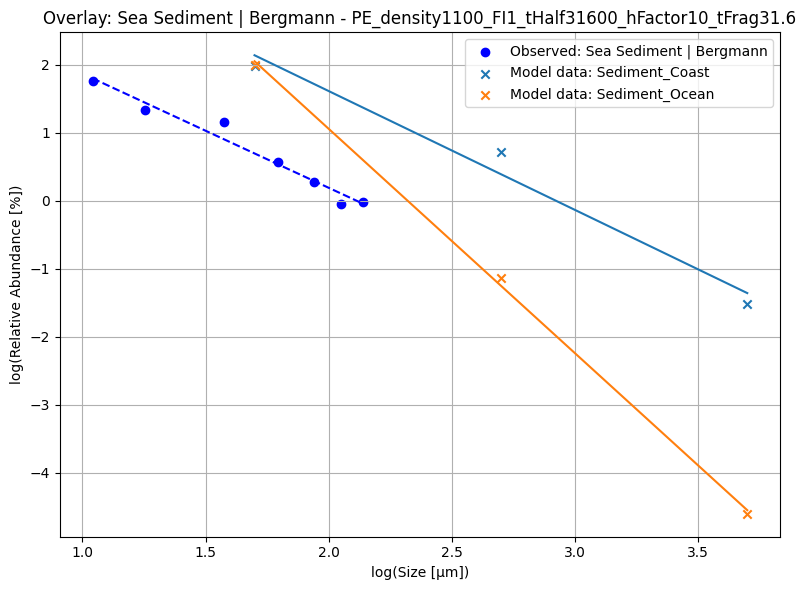 Overlay: Sea Sediment | Bergmann - PE_density1100_FI1_tHalf31600_hFactor10_tFrag31.6
Observed: Sea Sediment | Bergmann
Model data: Sediment_Coast
Model data: Sediment_Ocean
log(Relative Abundance [%])
2
1
0
−1
−2
−3
−4
1.0 1.5 2.0 2.5 3.0 3.5
log(Size [μm])